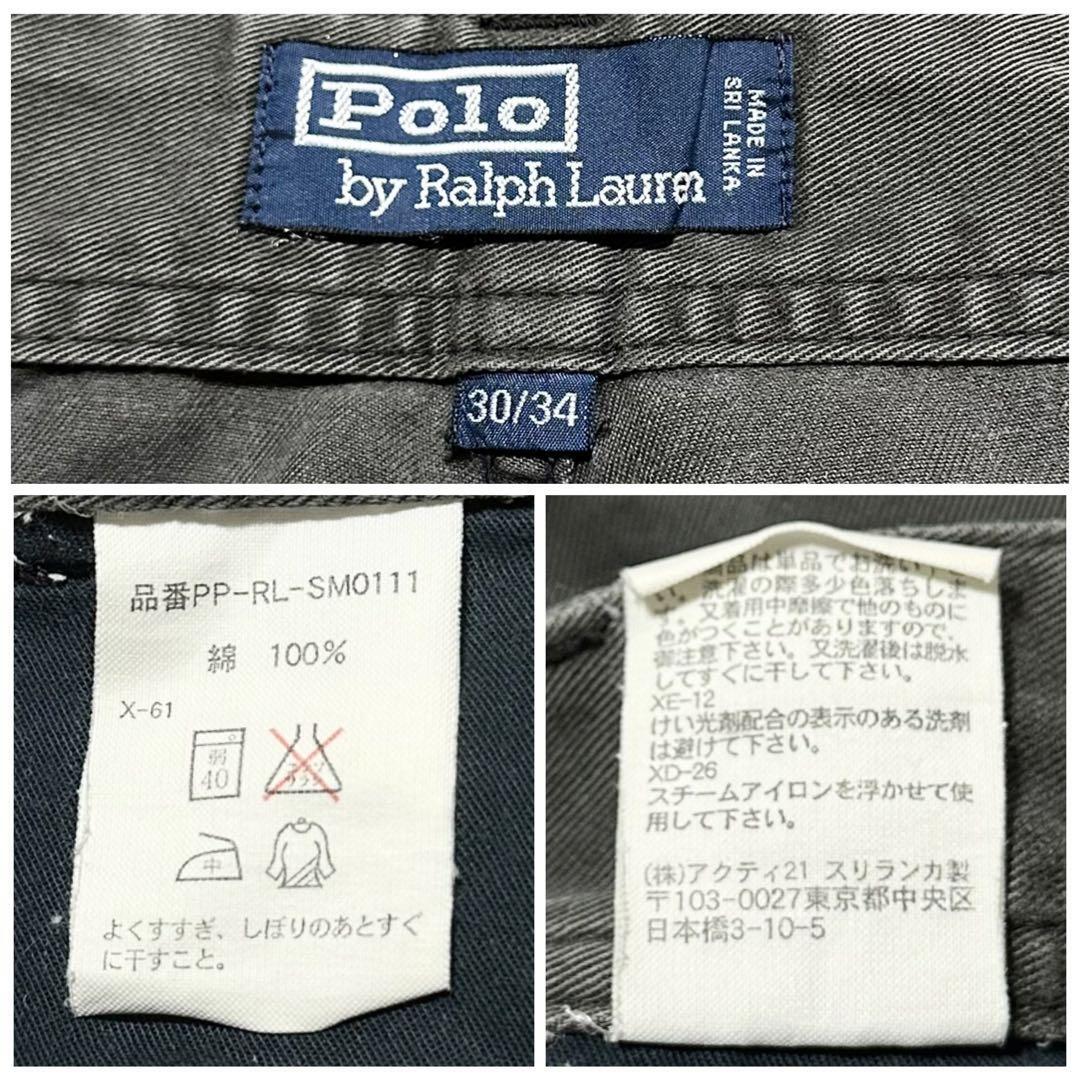 Polo
by Ralph Lauren
MADE IN
SRI LANKA
30/34
品番PP-RL-SM0111
綿 100%
X-61
弱
40
中
よくすすぎ、しぼりのあとすぐ
に干すこと。
品は単品でお洗い
い。洗濯の際多少色落ちしま
す。又着用中摩擦で他のものに
色がつくことがありますので、
御注意下さい。又洗濯後は脱水
してすぐに干して下さい。
XE-12
けい光剤配合の表示のある洗剤
は避けて下さい。
XD-26
スチームアイロンを浮かせて使
用して下さい。
(株)アクティ21 スリランカ製
〒103-0027東京都中央区
日本橋3-10-5